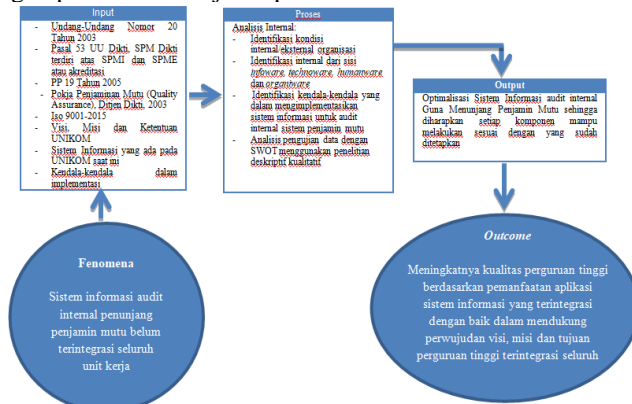 Input
- Undang-Undang Nomor 20
Tahun 2003
- Pasal 53 UU Dikti, SPM Dikti
terdiri atas SPMI dan SPME
atau akreditasi
- PP 19 Tahun 2005
- Pokja Penjaminan Mutu (Quality
Assurance), Ditjen Dikti, 2003
- Iso 9001-2015
- Visi, Misi dan Ketentuan
UNIKOM
- Sistem Informasi yang ada pada
UNIKOM saat ini
- Kendala-kendala dalam
implementasi
Proses
Analisis Internal:
- Identifikasi kondisi
internal/eksternal organisasi
- Identifikasi internal dari sisi
infoware, technoware, humanware
dan organware
- Identifikasi kendala-kendala yang
dalam mengimplementasikan
sistem informasi untuk audit
internal sistem penjamin mutu
- Analisis pengujian data dengan
SWOT menggunakan penelitian
deskriptif kualitatif
Output
Optimalisasi Sistem Informasi audit internal
Guna Menunjang Penjamin Mutu sehingga
diharapkan setiap komponen mampu
melakukan sesuai dengan yang sudah
ditetapkan
Fenomena
Sistem informasi audit
internal penunjang
penjamin mutu belum
terintegrasi seluruh
unit kerja
Outcome
Meningkatnya kualitas perguruan tinggi
berdasarkan pemanfaatan aplikasi
sistem informasi yang terintegrasi
dengan baik dalam mendukung
perwujudan visi, misi dan tujuan
perguruan tinggi terintegrasi seluruh